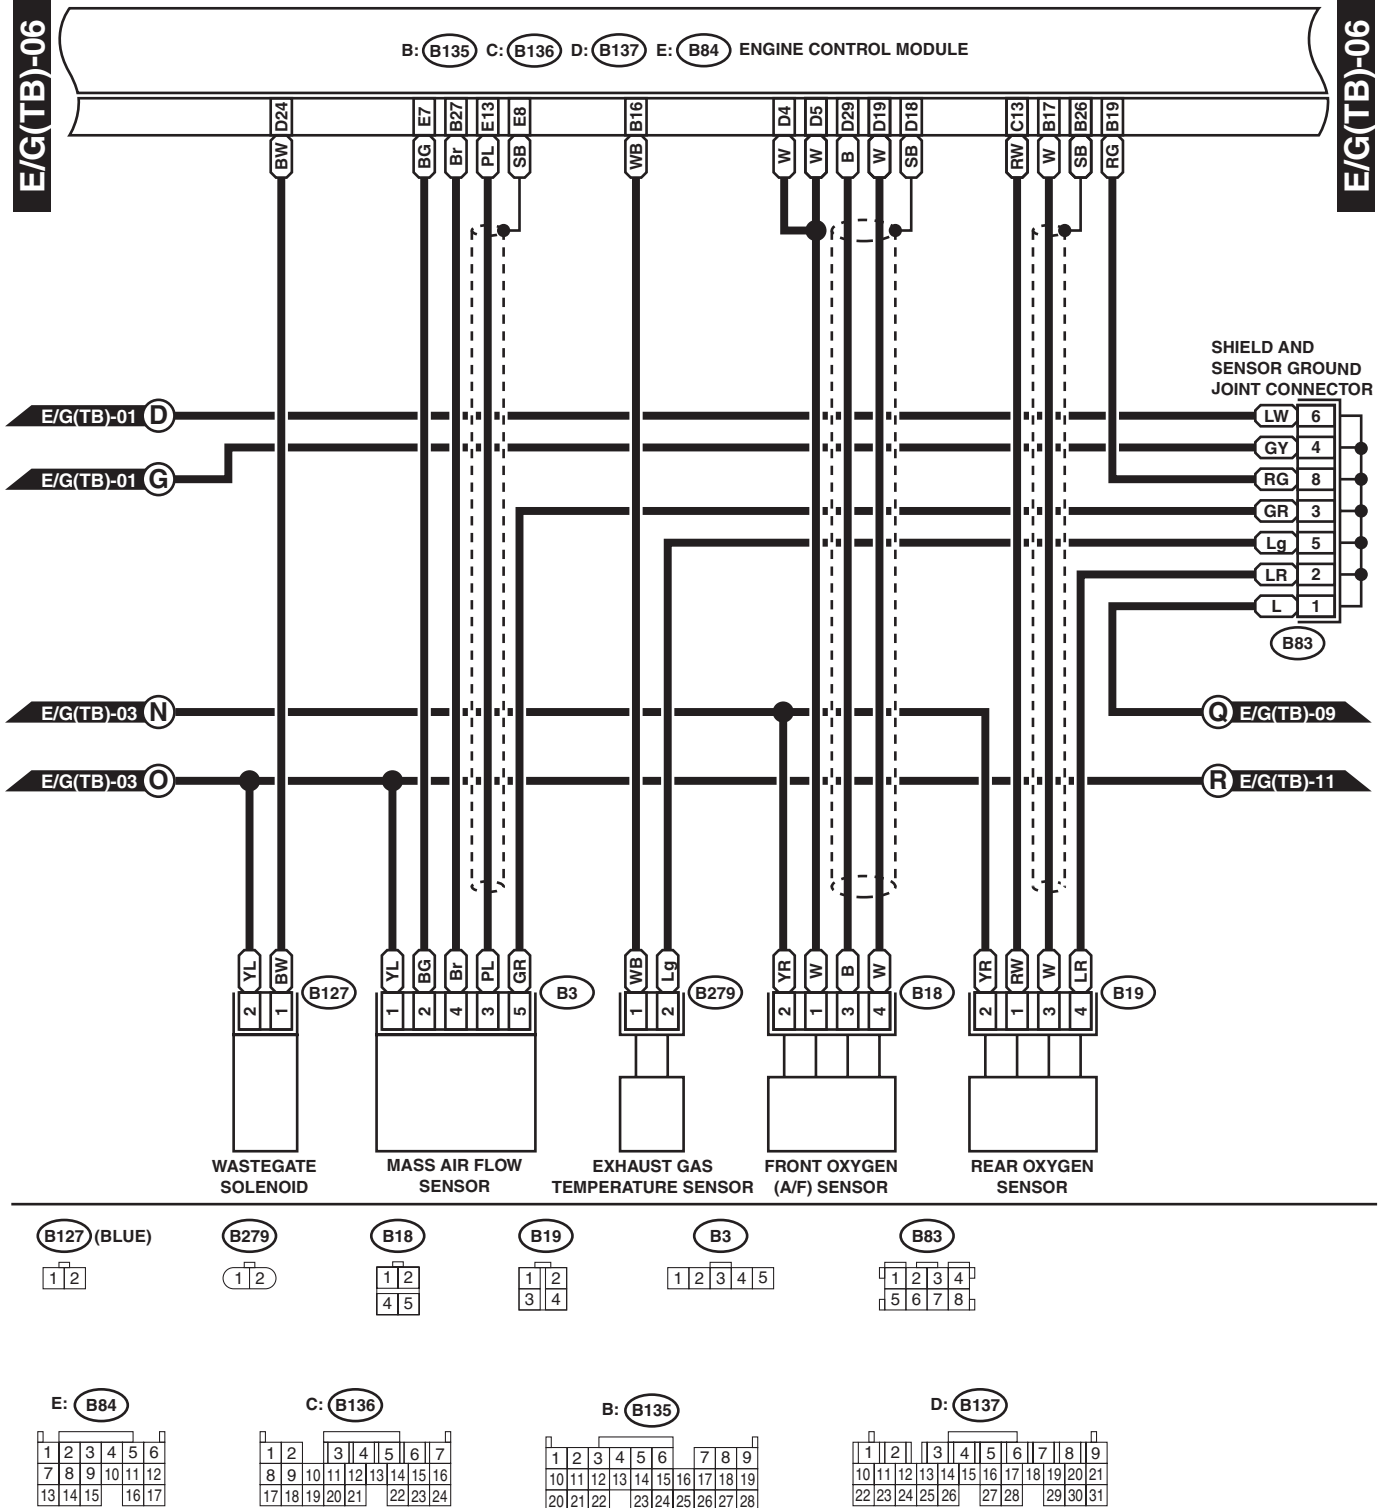 E/G(TB)-06
B: B135 C: B136 D: B137 E: B84 ENGINE CONTROL MODULE
E/G(TB)-06
D24 E7 B27 E13 E8 B16 D4 D5 D29 D19 D18 C13 B17 B26 B19
BW BG Br PL SB WB W W B W SB RW W SB RG
SHIELD AND
SENSOR GROUND
JOINT CONNECTOR
E/G(TB)-01 D LW 6
GY 4
E/G(TB)-01 G RG 8
GR 3
Lg 5
LR 2
L 1
B83
E/G(TB)-03 N Q E/G(TB)-09
E/G(TB)-03 O R E/G(TB)-11
YL BW YL BG Br PL GR WB Lg YR W B W YR RW W LR
2 1 B127 1 2 4 3 5 B3 1 2 B279 2 1 3 4 B18 2 1 3 4 B19
WASTEGATE
SOLENOID
MASS AIR FLOW
SENSOR
EXHAUST GAS
TEMPERATURE SENSOR
FRONT OXYGEN
(A/F) SENSOR
REAR OXYGEN
SENSOR
B127 (BLUE)
1 2
B279
1 2
B18
1 2
4 5
B19
1 2
3 4
B3
1 2 3 4 5
B83
1 2 3 4
5 6 7 8
E: B84
1 2 3 4 5 6
7 8 9 10 11 12
13 14 15 16 17
C: B136
1 2 3 4 5 6 7
8 9 10 11 12 13 14 15 16
17 18 19 20 21 22 23 24
B: B135
1 2 3 4 5 6 7 8 9
10 11 12 13 14 15 16 17 18 19
20 21 22 23 24 25 26 27 28
D: B137
1 2 3 4 5 6 7 8 9
10 11 12 13 14 15 16 17 18 19 20 21
22 23 24 25 26 27 28 29 30 31